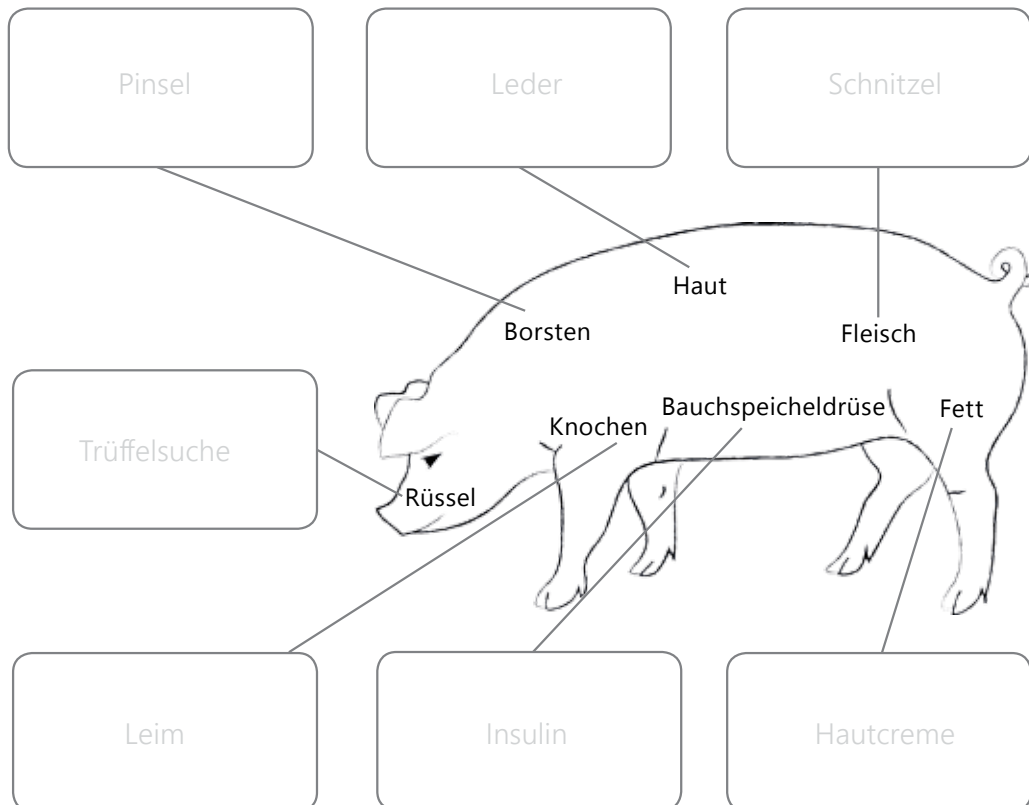 Pinsel
Leder
Schnitzel
Haut
Borsten
Fleisch
Trüffelsuche
Knochen
Bauchspeicheldrüse
Fett
Rüssel
Leim
Insulin
Hautcreme